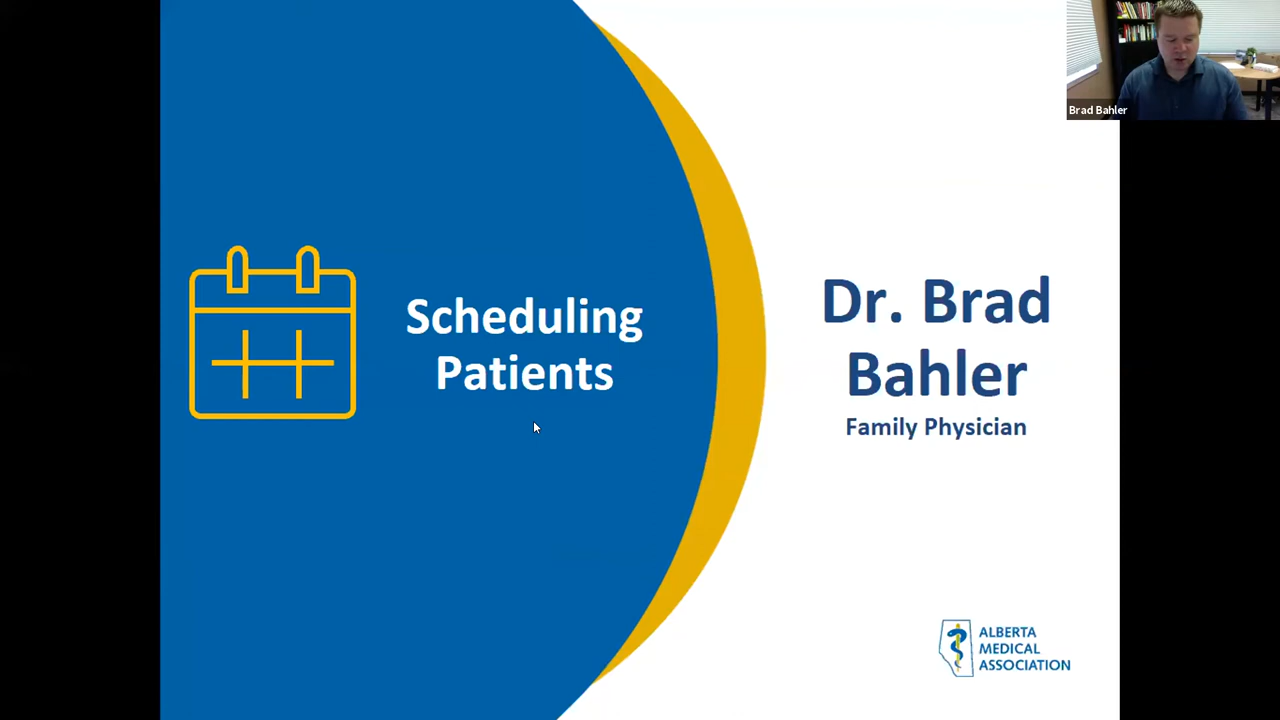 Brad Bahler
Scheduling
Patients
Dr. Brad
Bahler
Family Physician
ALBERTA
MEDICAL
ASSOCIATION